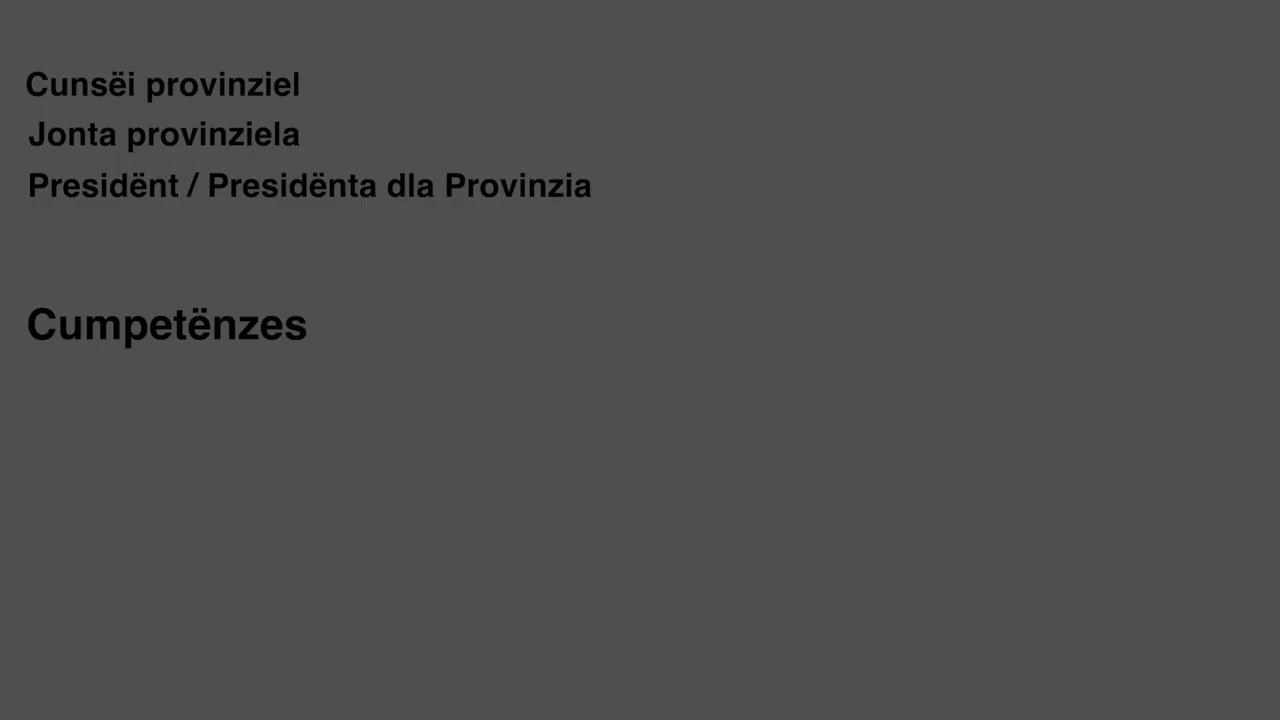 Cunsëi provinziel
Jonta provinziela
Presidënt / Presidënta dla Provinzia
Cumpetënzes